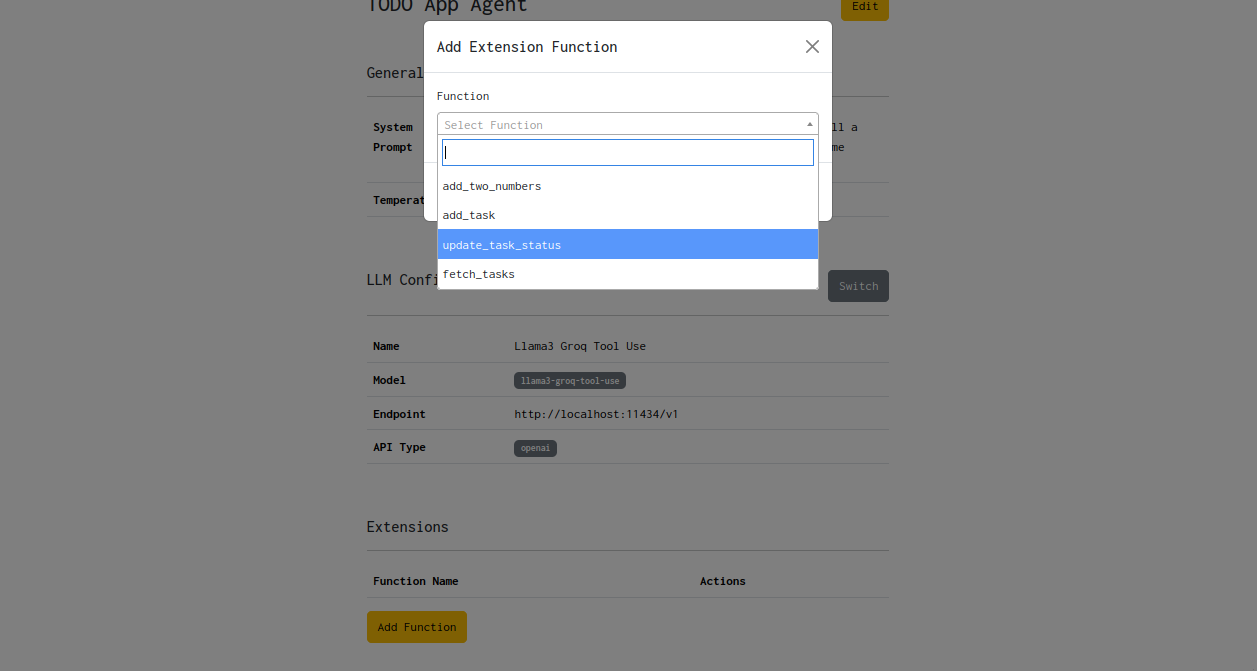 TODO App Agent
Edit
Add Extension Function
General
Function
System Prompt
Select Function
ll a
me
add_two_numbers
Temperat
add_task
update_task_status
fetch_tasks
LLM Confi
Switch
Name Llama3 Groq Tool Use
Model llama3-groq-tool-use
Endpoint http://localhost:11434/v1
API Type openai
Extensions
Function Name Actions
Add Function